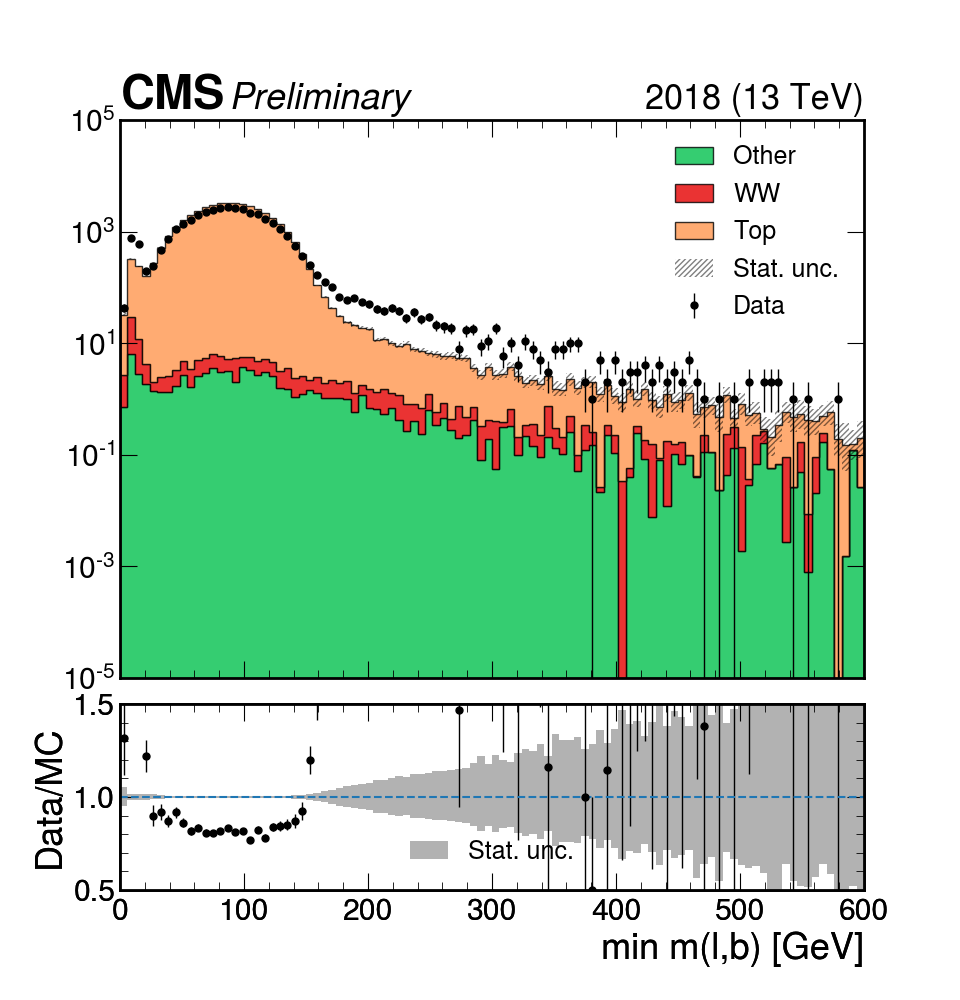 CMS Preliminary 2018 (13 TeV)
10^5
10^3
10^1
10^-1
10^-3
10^-5
Other
WW
Top
Stat. unc.
Data
Data/MC
1.5
1.0
0.5
Stat. unc.
0 100 200 300 400 500 600
min m(l,b) [GeV]